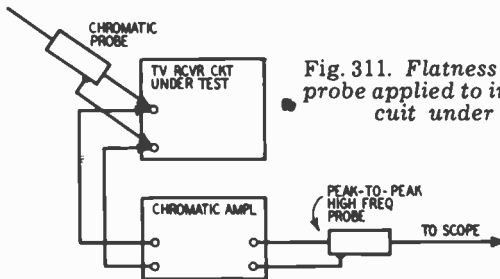 CHROMATIC
PROBE
TV RCVR CKT
UNDER TEST
Fig. 311. Flatness
probe applied to in
cuit under
CHROMATIC AMPL
PEAK-TO-PEAK
HIGH FREQ
PROBE
TO SCOPE